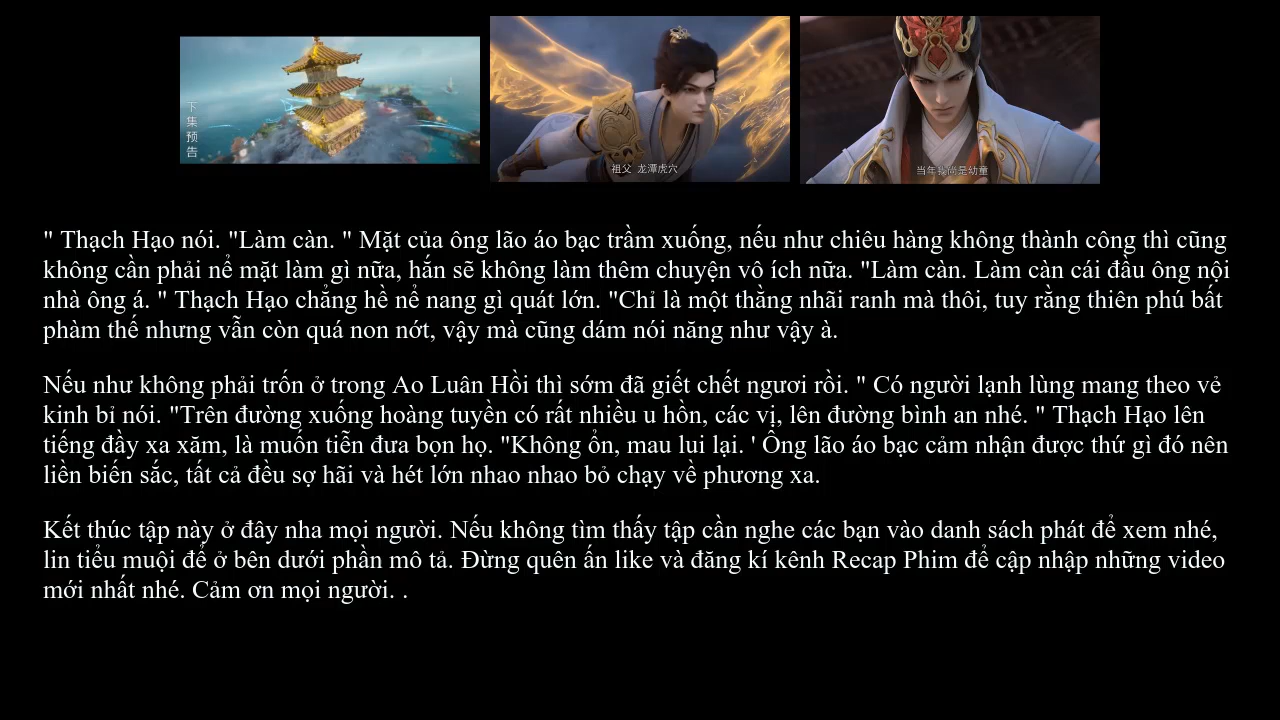 下集预告
祖父 龙潭虎穴
当年我尚是幼童
" Thạch Hạo nói. "Làm càn. " Mặt của ông lão áo bạc trầm xuống, nếu như chiêu hàng không thành công thì cũng
không cần phải nể mặt làm gì nữa, hắn sẽ không làm thêm chuyện vô ích nữa. "Làm càn. Làm càn cái đầu ông nội
nhà ông á. " Thạch Hạo chẳng hề nể nang gì quát lớn. "Chỉ là một thằng nhãi ranh mà thôi, tuy rằng thiên phú bất
phàm thế nhưng vẫn còn quá non nớt, vậy mà cũng dám nói năng như vậy à.
Nếu như không phải trốn ở trong Ao Luân Hồi thì sớm đã giết chết ngươi rồi. " Có người lạnh lùng mang theo vẻ
kinh bỉ nói. "Trên đường xuống hoàng tuyền có rất nhiều u hồn, các vị, lên đường bình an nhé. " Thạch Hạo lên
tiếng đầy xa xăm, là muốn tiễn đưa bọn họ. "Không ổn, mau lui lại. ' Ông lão áo bạc cảm nhận được thứ gì đó nên
liền biến sắc, tất cả đều sợ hãi và hét lớn nhao nhao bỏ chạy về phương xa.
Kết thúc tập này ở đây nha mọi người. Nếu không tìm thấy tập cần nghe các bạn vào danh sách phát để xem nhé,
lin tiểu muội để ở bên dưới phần mô tả. Đừng quên ấn like và đăng kí kênh Recap Phim để cập nhập những video
mới nhất nhé. Cảm ơn mọi người. .